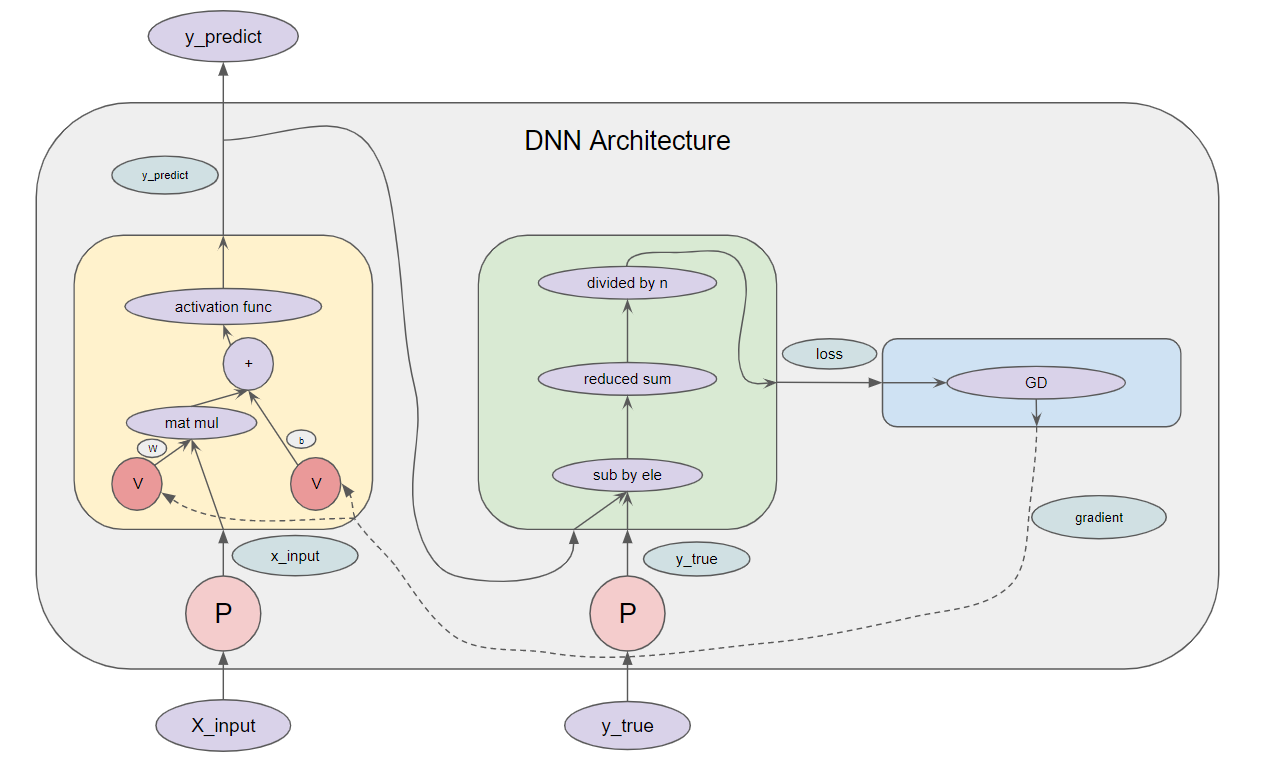 y_predict
DNN Architecture
y_predict
activation func
+
mat mul
W
b
V
V
x_input
P
X_input
divided by n
reduced sum
sub by ele
y_true
P
y_true
loss
GD
gradient